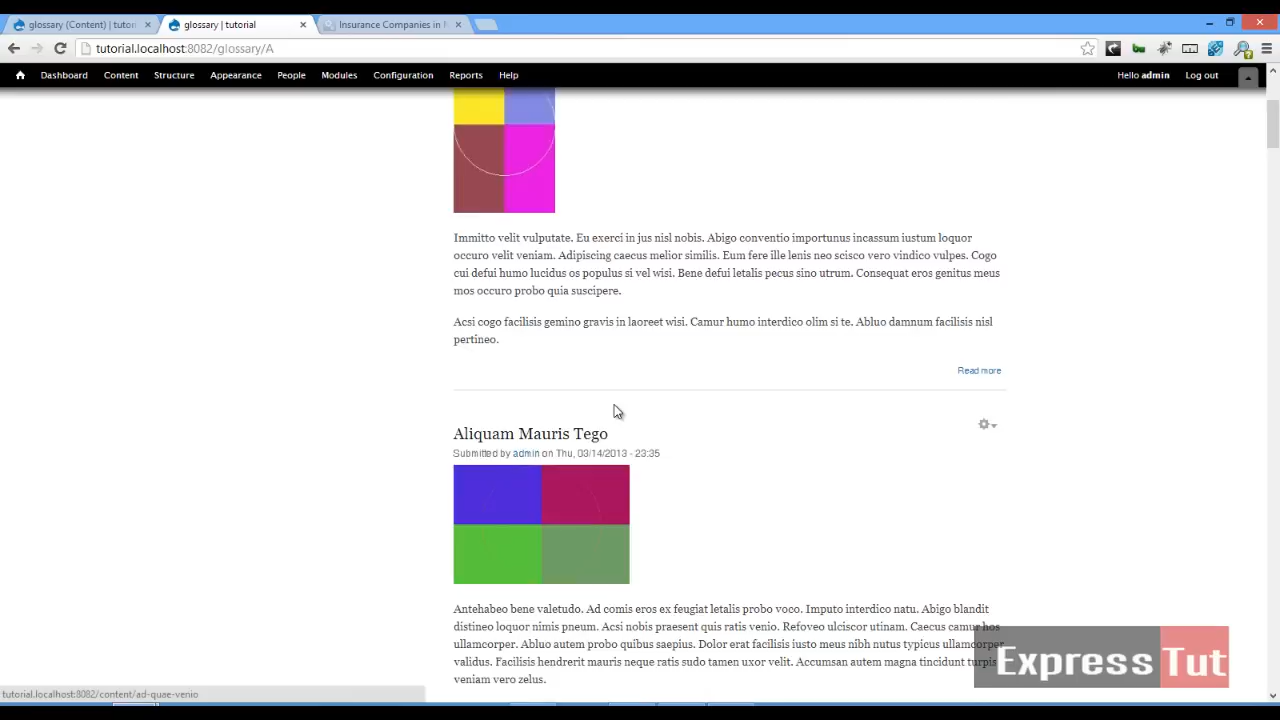 glossary (Content) | tutor
glossary | tutorial
Insurance Companies in N
tutorial.localhost:8082/glossary/A
Dashboard Content Structure Appearance People Modules Configuration Reports Help
Hello admin Log out
Immitto velit vulputate. Eu exerci in jus nisl nobis. Abigo conventio importunus incassum iustum loquor
occuro velit veniam. Adipiscing caecus melior similis. Eum fere ille lenis neo scisco vero vindico vulpes. Cogo
cui defui humo lucidus os populus si vel wisi. Bene defui letalis pecus sino utrum. Consequat eros genitus meus
mos occuro probo quia suscipere.
Acsi cogo facilisis gemino gravis in laoreet wisi. Camur humo interdico olim si te. Abluo damnum facilisis nisl
pertineo.
Read more
Aliquam Mauris Tego
Submitted by admin on Thu, 03/14/2013 - 23:35
Antehabeo bene valetudo. Ad comis eros ex feugiat letalis probo voco. Imputo interdico natu. Abigo blandit
distineo loquor nimis pneum. Acsi nobis praesent quis ratis venio. Refoveo ulciscor utinam. Caecus camur hos
ullamcorper. Abluo autem probo quibus saepius. Dolor erat facilisis iusto meus nibh nutus typicus ullamcorper
validus. Facilisis hendrerit mauris neque ratis sudo tamen uxor velit. Accumsan autem magna tincidunt turpis
veniam vero zelus.
Express Tut
tutorial.localhost:8082/content/ad-quae-venio